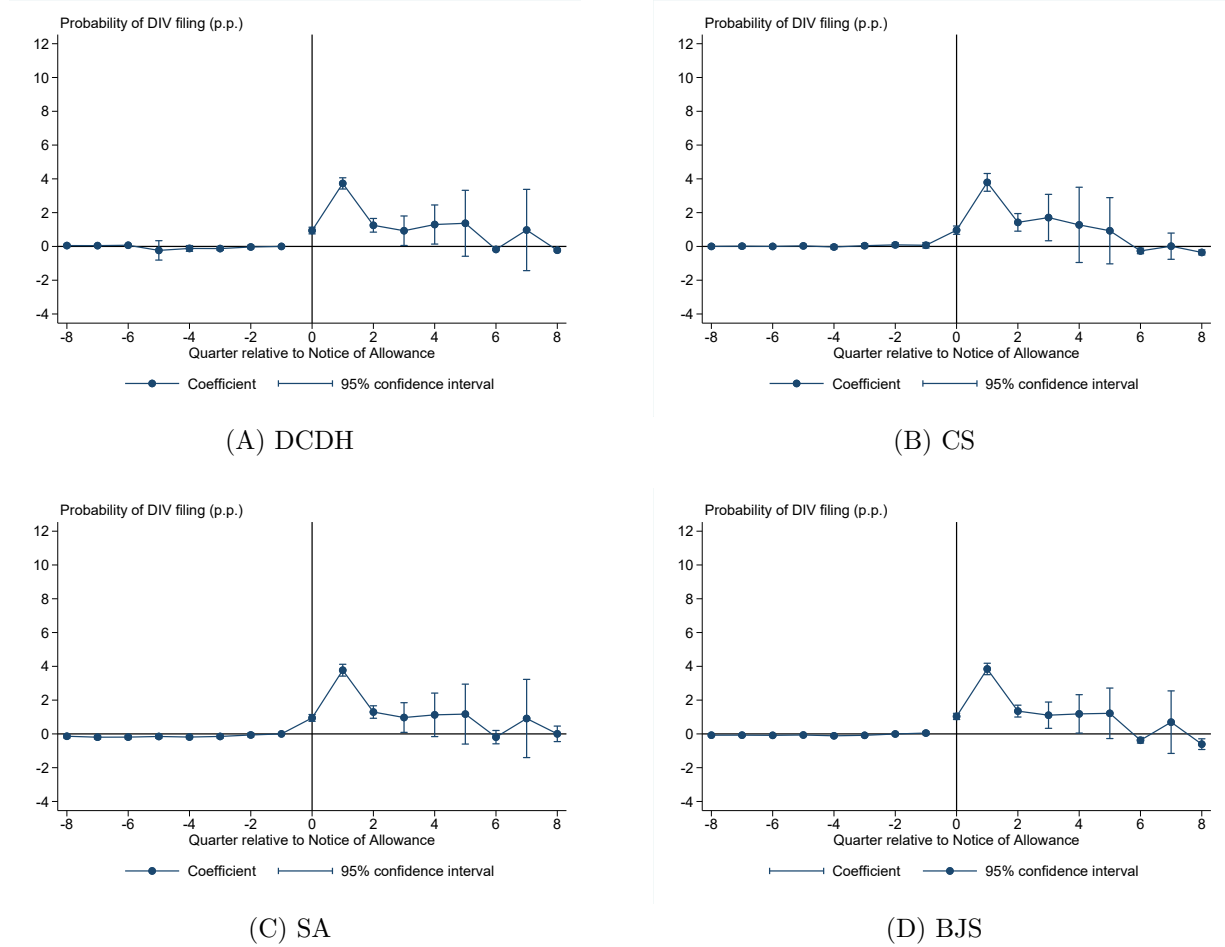 Probability of DIV filing (p.p.)
12
10
8
6
4
2
0
-2
-4
-8 -6 -4 -2 0 2 4 6 8
Quarter relative to Notice of Allowance
Coefficient 95% confidence interval
(A) DCDH
Probability of DIV filing (p.p.)
12
10
8
6
4
2
0
-2
-4
-8 -6 -4 -2 0 2 4 6 8
Quarter relative to Notice of Allowance
Coefficient 95% confidence interval
(B) CS
Probability of DIV filing (p.p.)
12
10
8
6
4
2
0
-2
-4
-8 -6 -4 -2 0 2 4 6 8
Quarter relative to Notice of Allowance
Coefficient 95% confidence interval
(C) SA
Probability of DIV filing (p.p.)
12
10
8
6
4
2
0
-2
-4
-8 -6 -4 -2 0 2 4 6 8
Quarter relative to Notice of Allowance
Coefficient 95% confidence interval
(D) BJS